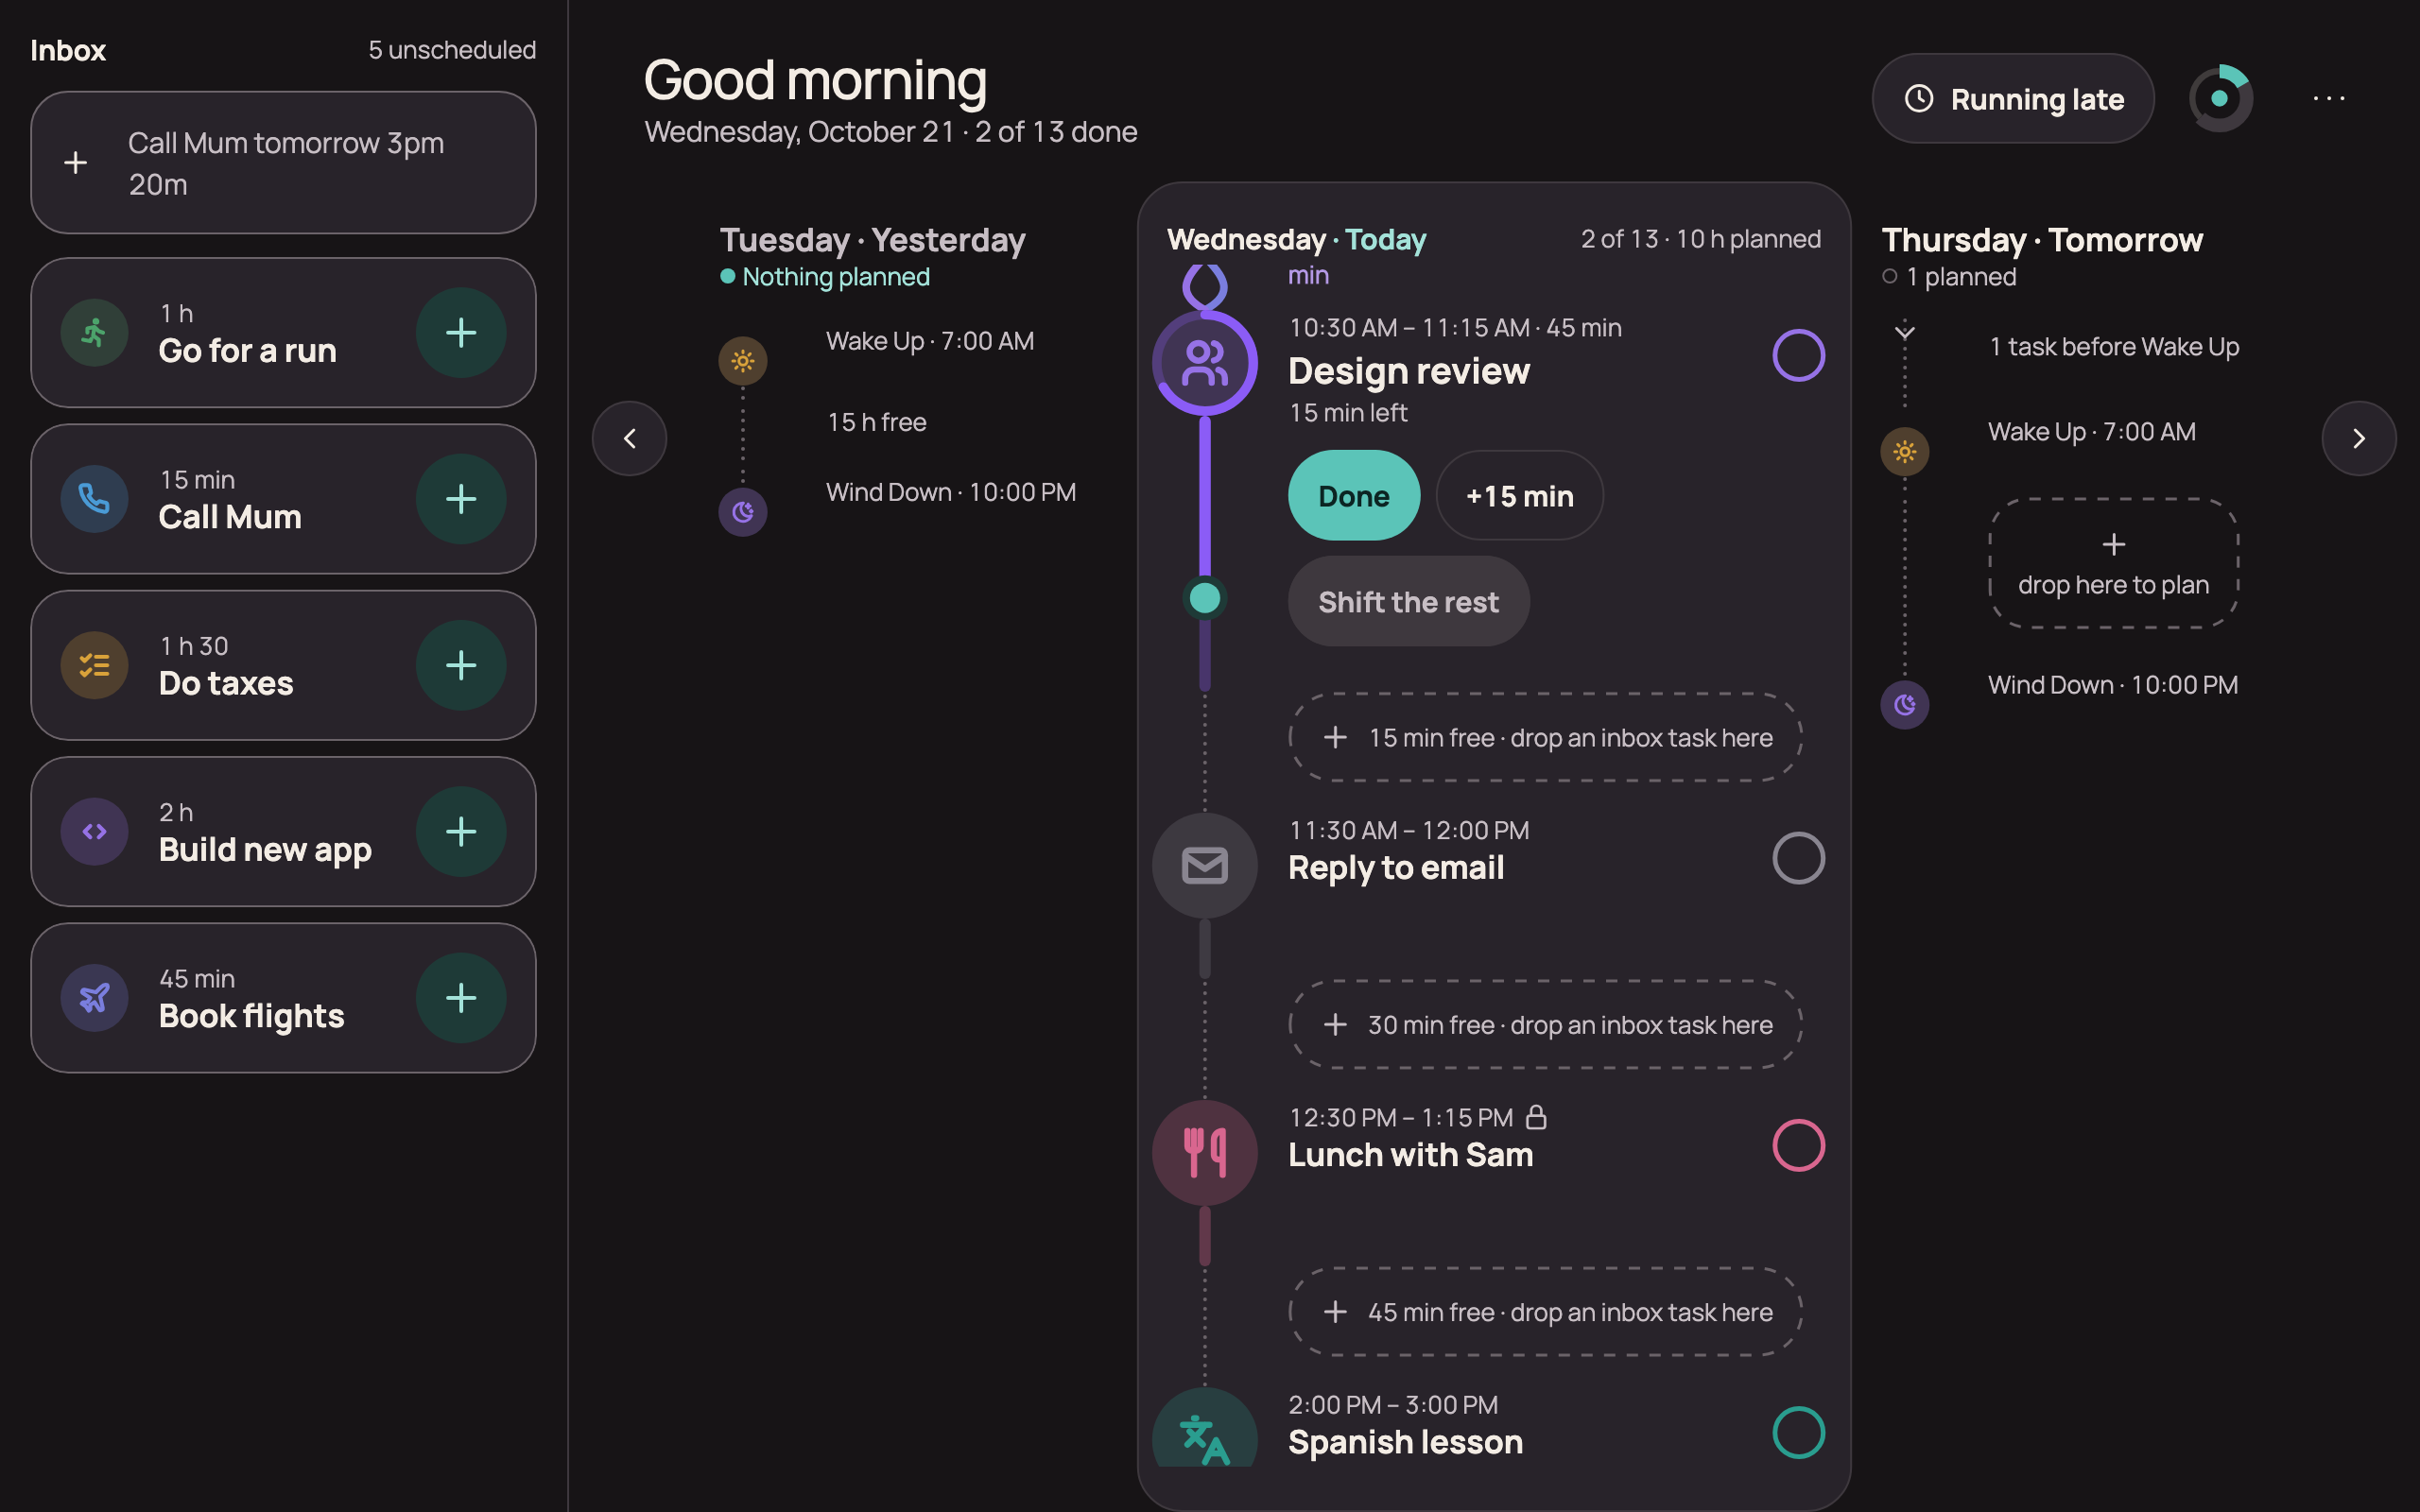 Inbox
5 unscheduled
Call Mum tomorrow 3pm
20m
1 h
Go for a run
15 min
Call Mum
1 h 30
Do taxes
2 h
Build new app
45 min
Book flights
Good morning
Wednesday, October 21 · 2 of 13 done
Running late
Tuesday · Yesterday
Nothing planned
Wake Up · 7:00 AM
15 h free
Wind Down · 10:00 PM
Wednesday · Today
2 of 13 · 10 h planned
min
10:30 AM – 11:15 AM · 45 min
Design review
15 min left
Done
+15 min
Shift the rest
15 min free · drop an inbox task here
11:30 AM – 12:00 PM
Reply to email
30 min free · drop an inbox task here
12:30 PM – 1:15 PM
Lunch with Sam
45 min free · drop an inbox task here
2:00 PM – 3:00 PM
Spanish lesson
Thursday · Tomorrow
1 planned
1 task before Wake Up
Wake Up · 7:00 AM
drop here to plan
Wind Down · 10:00 PM